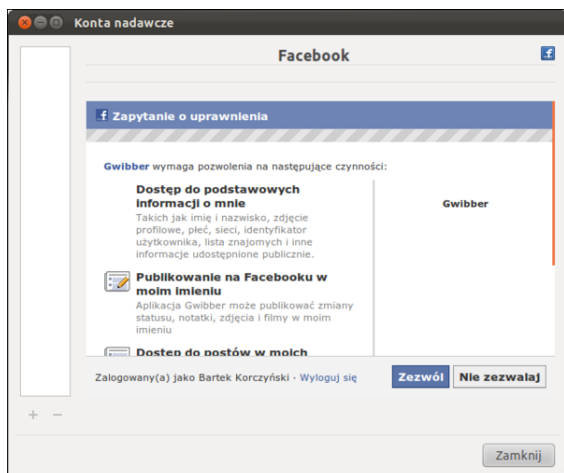 Konta nadawcze
Facebook
Zapytanie o uprawnienia
Gwibber wymaga pozwolenia na następujące czynności:
Dostęp do podstawowych
informacji o mnie
Takich jak imię i nazwisko, zdjęcie
profilowe, płeć, sieci, identyfikator
użytkownika, lista znajomych i inne
informacje udostępnione publicznie.
Gwibber
Publikowanie na Facebooku w
moim imieniu
Aplikacja Gwibber może publikować zmiany
statusu, notatki, zdjęcia i filmy w moim
imieniu
Dostęp do postów w moich
Zalogowany(a) jako Bartek Korczyński · Wyloguj się
Zezwól Nie zezwalaj
Zamknij